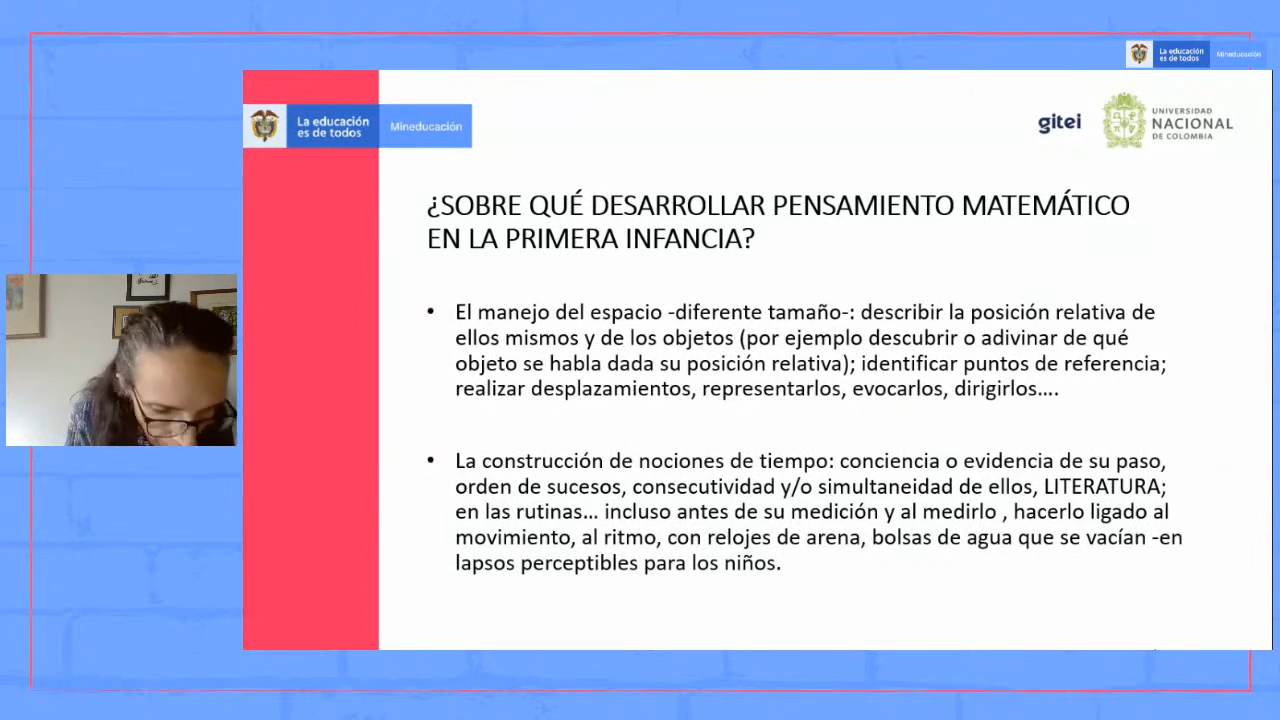 La educación
es de todos
Mineducación
La educación
es de todos
Mineducación
gitei
UNIVERSIDAD
NACIONAL
DE COLOMBIA
¿SOBRE QUÉ DESARROLLAR PENSAMIENTO MATEMÁTICO
EN LA PRIMERA INFANCIA?
• El manejo del espacio -diferente tamaño-: describir la posición relativa de
ellos mismos y de los objetos (por ejemplo descubrir o adivinar de qué
objeto se habla dada su posición relativa); identificar puntos de referencia;
realizar desplazamientos, representarlos, evocarlos, dirigirlos….
• La construcción de nociones de tiempo: conciencia o evidencia de su paso,
orden de sucesos, consecutividad y/o simultaneidad de ellos, LITERATURA;
en las rutinas… incluso antes de su medición y al medirlo , hacerlo ligado al
movimiento, al ritmo, con relojes de arena, bolsas de agua que se vacían -en
lapsos perceptibles para los niños.